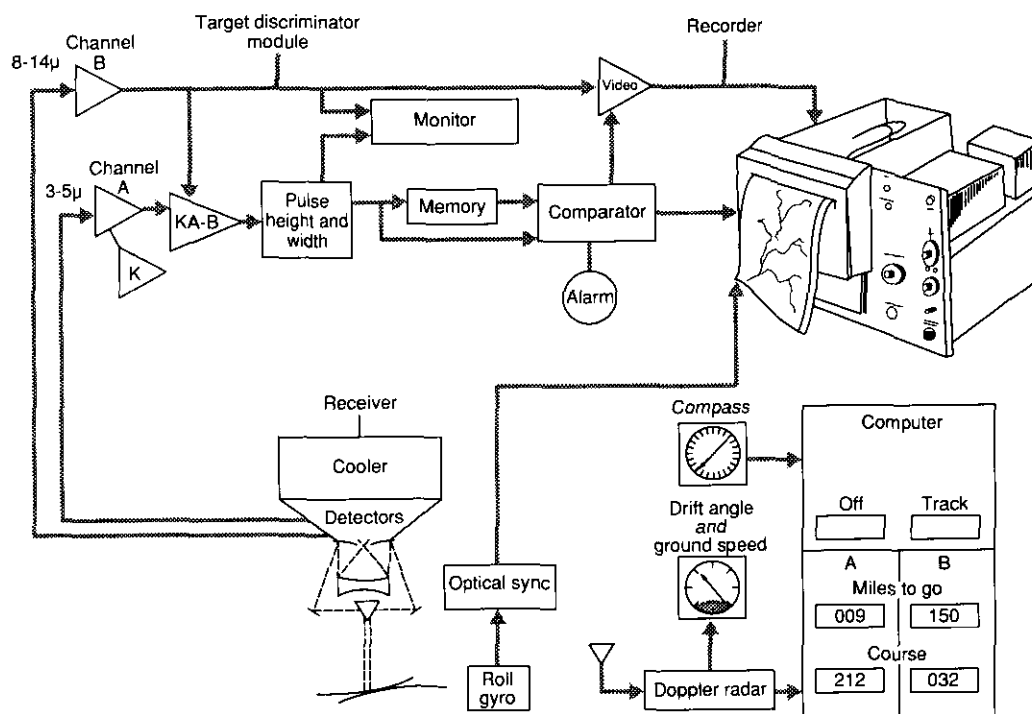 Target discriminator
module
Recorder
Channel
B
8-14µ
Video
Monitor
Channel
A
3-5µ
KA-B
K
Pulse
height and
width
Memory
Comparator
Alarm
Receiver
Cooler
Detectors
Optical sync
Roll
gyro
Compass
Drift angle
and
ground speed
Doppler radar
Computer
Off
Track
A
B
Miles to go
009
150
Course
212
032